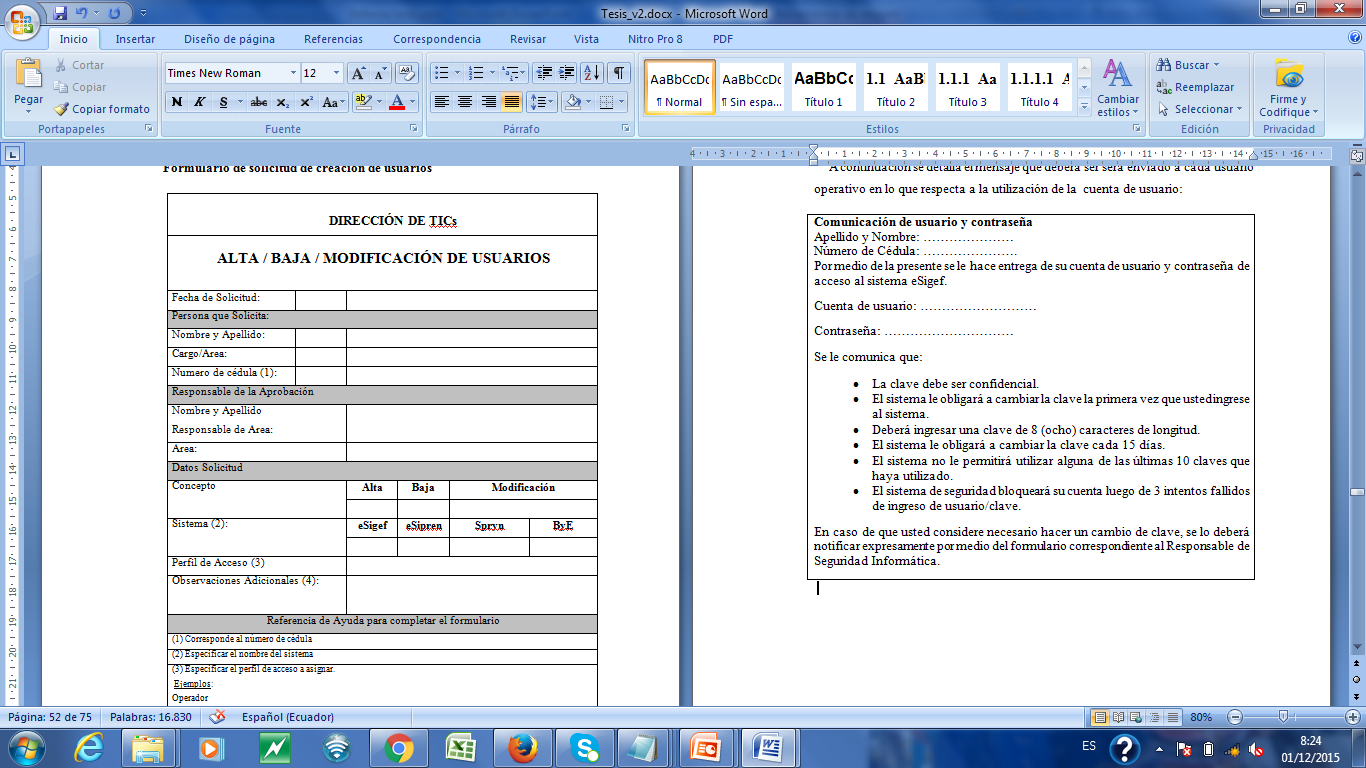 Tesis_v2.docx - Microsoft Word
Inicio Insertar Diseño de página Referencias Correspondencia Revisar Vista Nitro Pro 8 PDF
Pegar
Cortar
Copiar
Copiar formato
Portapapeles
Times New Roman 12
N K S abc x₂ x² Aa
Fuente
Párrafo
AaBbCcDc AaBbCcDc AaBbCc 1.1 AaB 1.1.1 Aa 1.1.1.1 A
¶ Normal ¶ Sin espa... Título 1 Título 2 Título 3 Título 4
Cambiar estilos
Estilos
Buscar
Reemplazar
Seleccionar
Edición
Firme y Codifique
Privacidad
Formulario de solicitud de creación de usuarios
DIRECCIÓN DE TICs
ALTA / BAJA / MODIFICACIÓN DE USUARIOS
Fecha de Solicitud:
Persona que Solicita:
Nombre y Apellido:
Cargo/Area:
Numero de cédula (1):
Responsable de la Aprobación
Nombre y Apellido
Responsable de Area:
Area:
Datos Solicitud
Concepto Alta Baja Modificación
Sistema (2): eSigef eSipren Spryn ByE
Perfil de Acceso (3)
Observaciones Adicionales (4):
Referencia de Ayuda para completar el formulario
(1) Corresponde al número de cédula
(2) Especificar el nombre del sistema
(3) Especificar el perfil de acceso a asignar.
Ejemplos:
Operador
A continuación se detalla el mensaje que deberá ser será enviado a cada usuario
operativo en lo que respecta a la utilización de la cuenta de usuario:
Comunicación de usuario y contraseña
Apellido y Nombre: …………………
Número de Cédula: ………………….
Por medio de la presente se le hace entrega de su cuenta de usuario y contraseña de
acceso al sistema eSigef.
Cuenta de usuario: ………………………
Contraseña: …………………………
Se le comunica que:
• La clave debe ser confidencial.
• El sistema le obligará a cambiar la clave la primera vez que usted ingrese
al sistema.
• Deberá ingresar una clave de 8 (ocho) caracteres de longitud.
• El sistema le obligará a cambiar la clave cada 15 días.
• El sistema no le permitirá utilizar alguna de las últimas 10 claves que
haya utilizado.
• El sistema de seguridad bloqueará su cuenta luego de 3 intentos fallidos
de ingreso de usuario/clave.
En caso de que usted considere necesario hacer un cambio de clave, se lo deberá
notificar expresamente por medio del formulario correspondiente al Responsable de
Seguridad Informática.
Página: 52 de 75 Palabras: 16.830 Español (Ecuador) 80%
ES 8:24
01/12/2015